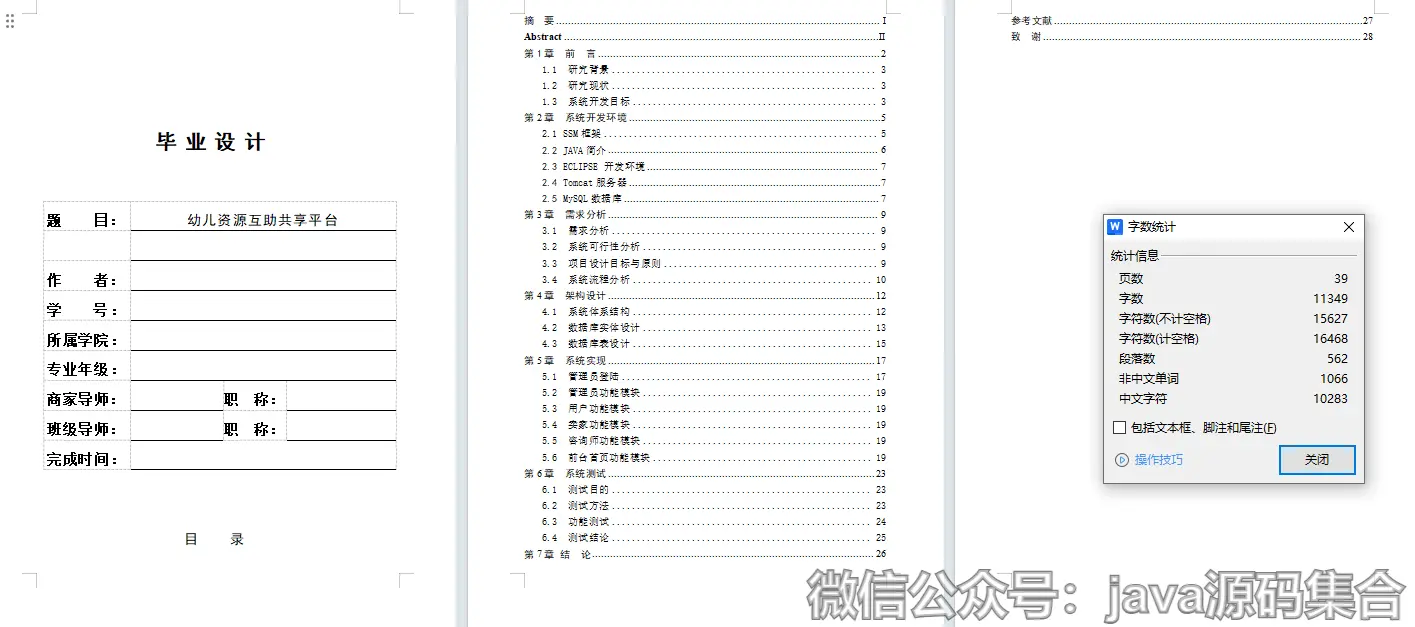 毕 业 设 计
题 目： 幼儿资源互助共享平台
作 者：
学 号：
所属学院：
专业年级：
商家导师： 职 称：
班级导师： 职 称：
完成时间：
目 录
摘 要 I
Abstract II
第 1 章 前 言 2
1.1 研究背景 3
1.2 研究现状 3
1.3 系统开发目标 3
第 2 章 系统开发环境 5
2.1 SSM 框架 5
2.2 JAVA 简介 6
2.3 ECLIPSE 开发环境 7
2.4 Tomcat 服务器 7
2.5 MySQL 数据库 7
第 3 章 需求分析 9
3.1 需求分析 9
3.2 系统可行性分析 9
3.3 项目设计目标与原则 9
3.4 系统流程分析 10
第 4 章 架构设计 12
4.1 系统体系结构 12
4.2 数据库实体设计 13
4.3 数据库表设计 15
第 5 章 系统实现 17
5.1 管理员登陆 17
5.2 管理员功能模块 19
5.3 用户功能模块 19
5.4 卖家功能模块 19
5.5 咨询师功能模块 19
5.6 前台首页功能模块 19
第 6 章 系统测试 23
6.1 测试目的 23
6.2 测试方法 23
6.3 功能测试 24
6.4 测试结论 25
第 7 章 结 论 26
参考文献 27
致 谢 28
W 字数统计
统计信息
页数 39
字数 11349
字符数(不计空格) 15627
字符数(计空格) 16468
段落数 562
非中文单词 1066
中文字符 10283
包括文本框、脚注和尾注(F)
操作技巧 关闭
微信公众号：java源码集合